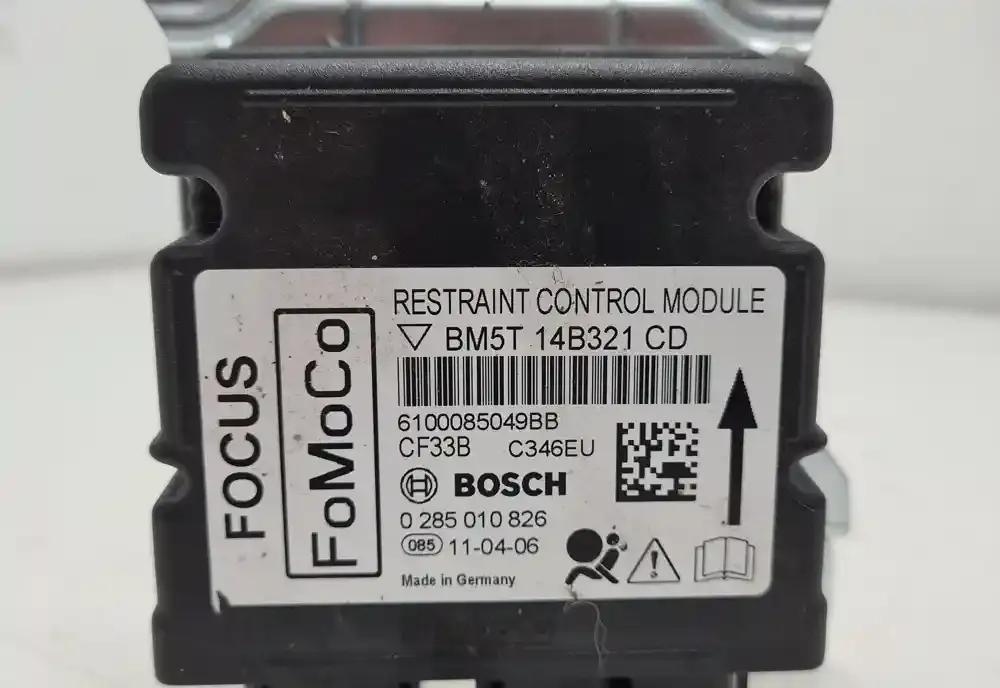 FOCUS
FoMoCo
RESTRAINT CONTROL MODULE
BM5T 14B321 CD
6100085049BB
CF33B C346EU
BOSCH
0 285 010 826
085 11-04-06
Made in Germany